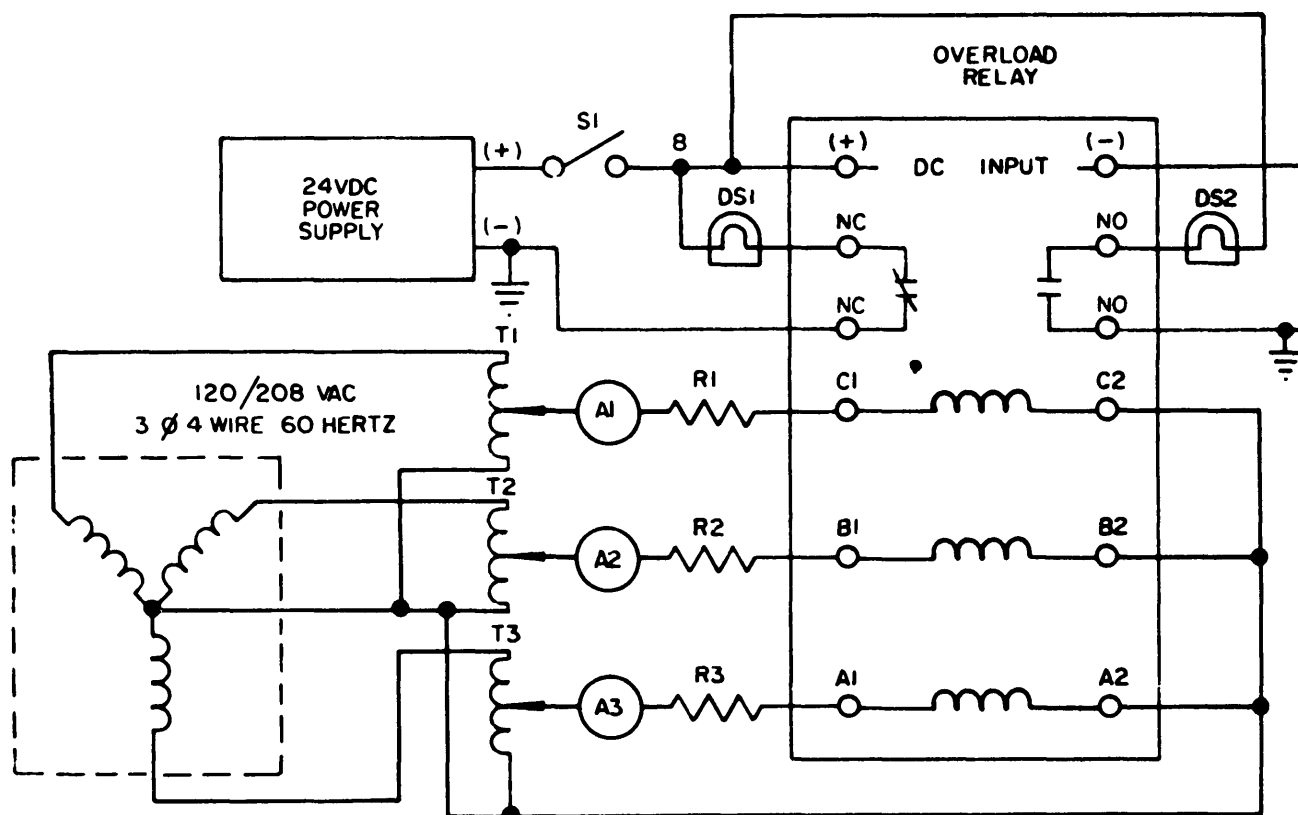 OVERLOAD
RELAY
S1
8
(+)
(+)
DC INPUT
(-)
24VDC
POWER
SUPPLY
(-)
DS1
NC
NO
DS2
NC
NO
T1
120/208 VAC
3 Ø 4 WIRE 60 HERTZ
A1
R1
C1
C2
T2
A2
R2
B1
B2
T3
A3
R3
A1
A2